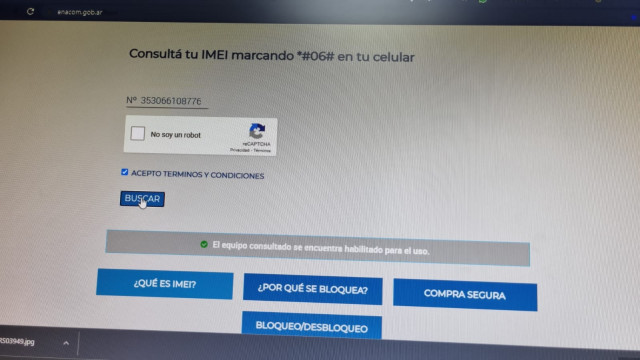 enacom.gob.ar
Consultá tu IMEI marcando *#06# en tu celular
Nº 353066108776
No soy un robot
reCAPTCHA
Privacidad - Términos
ACEPTO TERMINOS Y CONDICIONES
BUSCAR
El equipo consultado se encuentra habilitado para el uso.
¿QUÉ ES IMEI?
¿POR QUÉ SE BLOQUEA?
COMPRA SEGURA
BLOQUEO/DESBLOQUEO
S03949.jpg